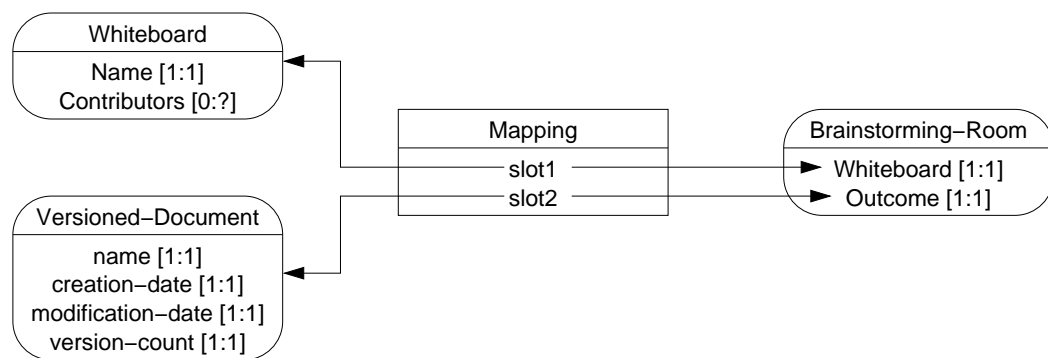 Whiteboard
Name [1:1]
Contributors [0:?]
Mapping
slot1
slot2
Brainstorming−Room
Whiteboard [1:1]
Outcome [1:1]
Versioned−Document
name [1:1]
creation−date [1:1]
modification−date [1:1]
version−count [1:1]